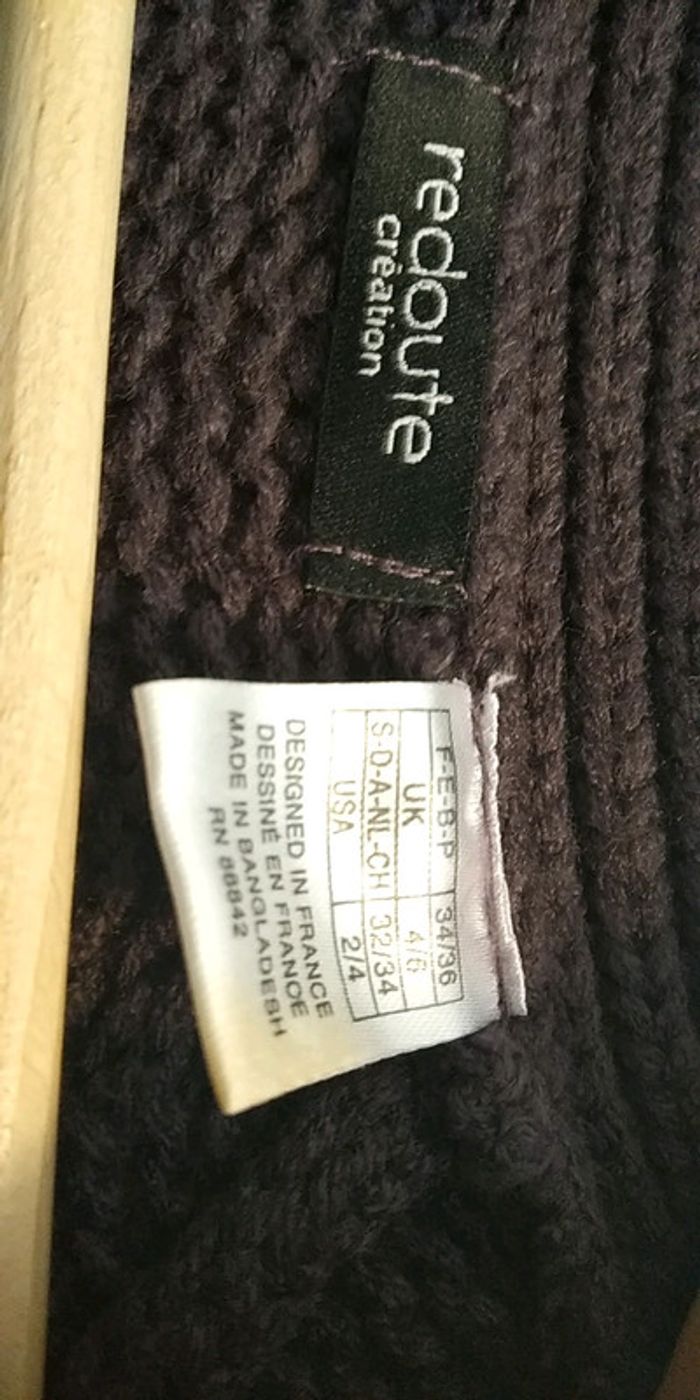 redoute
création
F-E-B-P 34/36
UK 4/6
S-D-A-NL-CH 32/34
USA 2/4
DESIGNED IN FRANCE
DESSINÉ EN FRANCE
MADE IN BANGLADESH
RN 86842